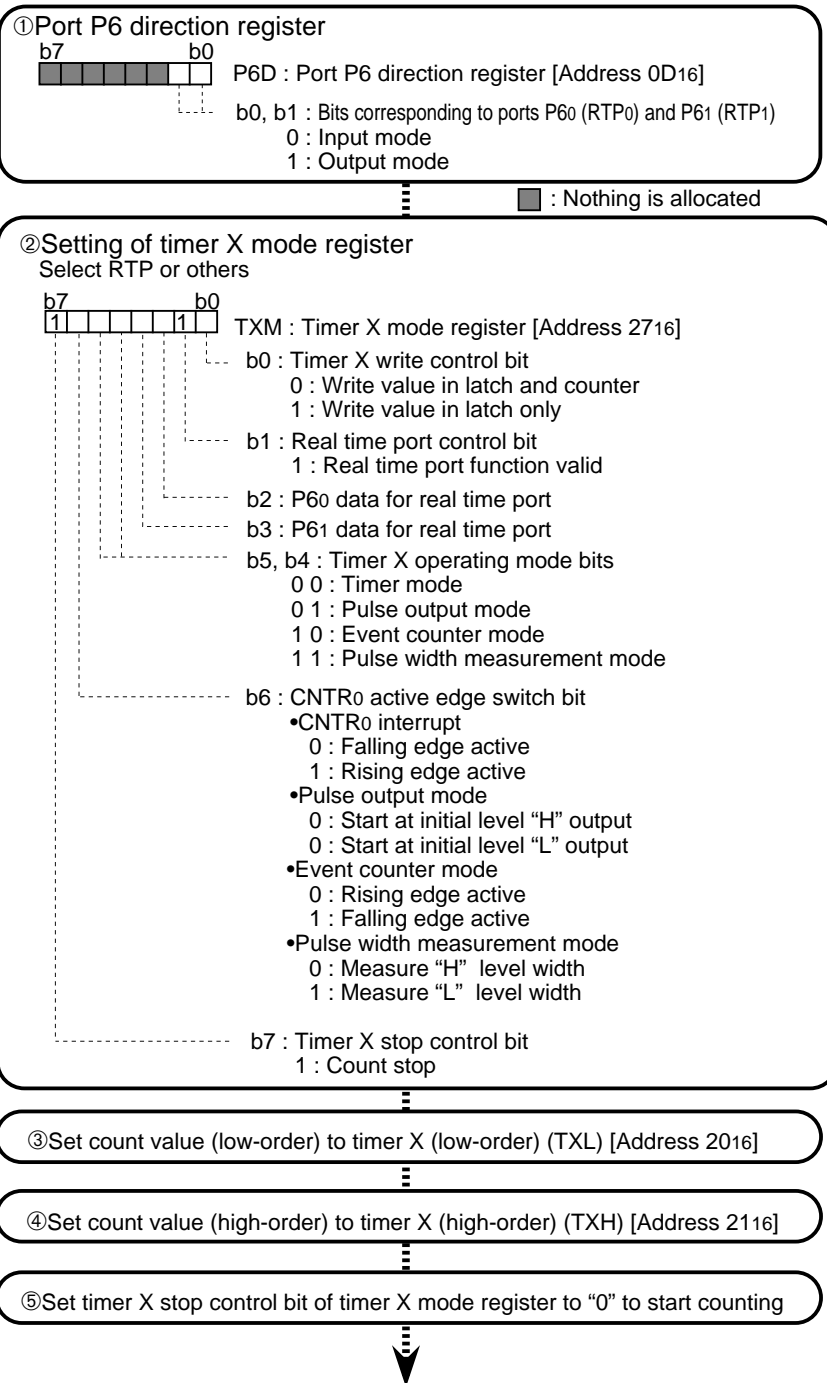 ①Port P6 direction register
b7 b0
P6D : Port P6 direction register [Address 0D16]
b0, b1 : Bits corresponding to ports P60 (RTP0) and P61 (RTP1)
0 : Input mode
1 : Output mode
: Nothing is allocated
②Setting of timer X mode register
Select RTP or others
b7 b0
1 1
TXM : Timer X mode register [Address 2716]
b0 : Timer X write control bit
0 : Write value in latch and counter
1 : Write value in latch only
b1 : Real time port control bit
1 : Real time port function valid
b2 : P60 data for real time port
b3 : P61 data for real time port
b5, b4 : Timer X operating mode bits
0 0 : Timer mode
0 1 : Pulse output mode
1 0 : Event counter mode
1 1 : Pulse width measurement mode
b6 : CNTR0 active edge switch bit
•CNTR0 interrupt
0 : Falling edge active
1 : Rising edge active
•Pulse output mode
0 : Start at initial level “H” output
0 : Start at initial level “L” output
•Event counter mode
0 : Rising edge active
1 : Falling edge active
•Pulse width measurement mode
0 : Measure “H” level width
1 : Measure “L” level width
b7 : Timer X stop control bit
1 : Count stop
③Set count value (low-order) to timer X (low-order) (TXL) [Address 2016]
④Set count value (high-order) to timer X (high-order) (TXH) [Address 2116]
⑤Set timer X stop control bit of timer X mode register to “0” to start counting